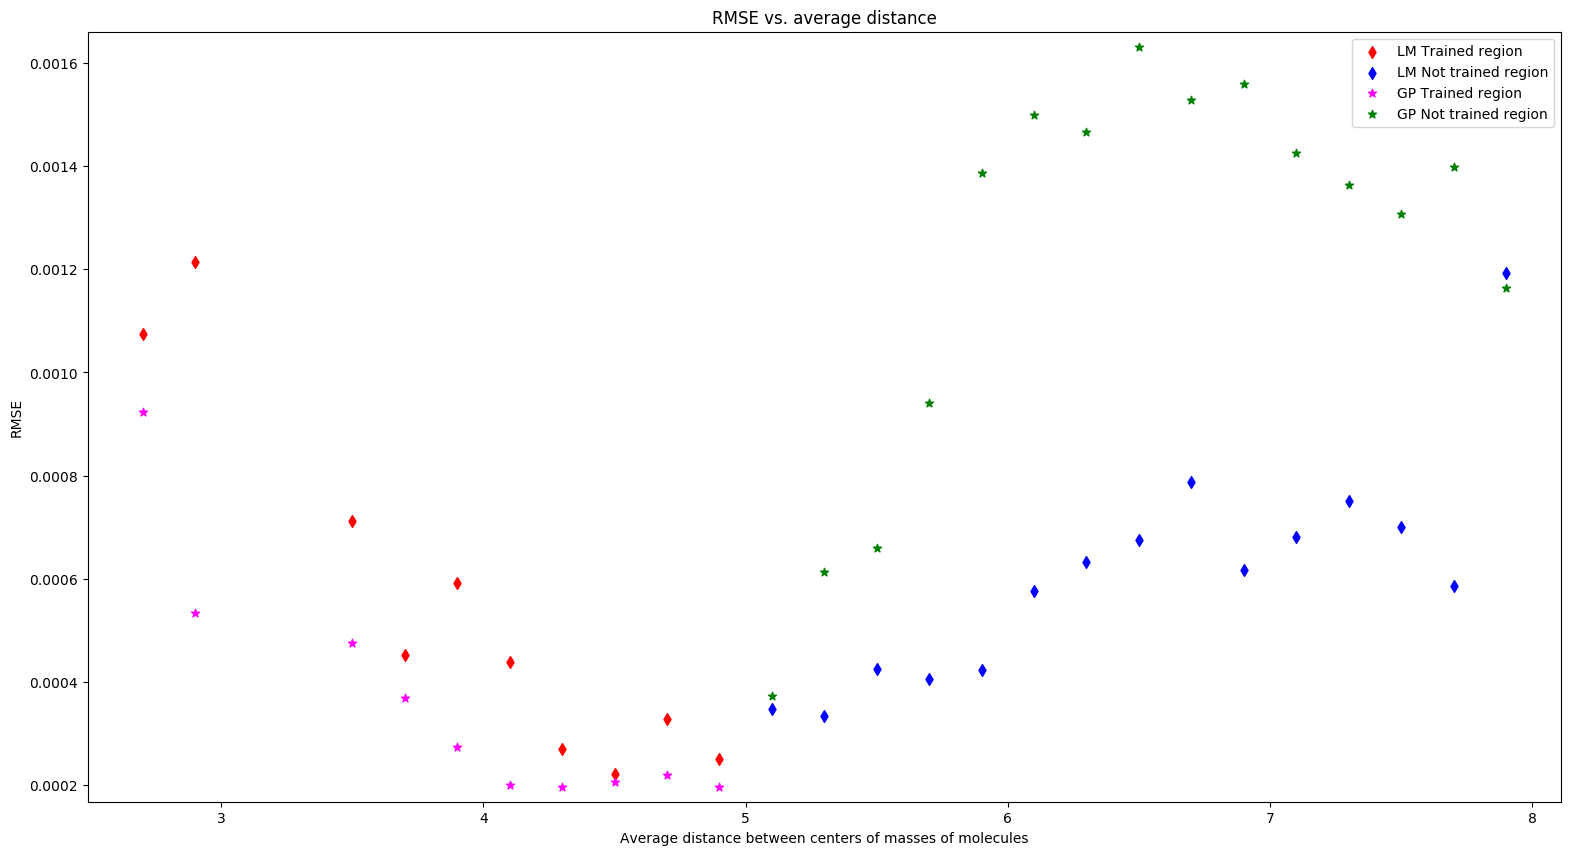 RMSE vs. average distance
LM Trained region
LM Not trained region
GP Trained region
GP Not trained region
RMSE
0.0016
0.0014
0.0012
0.0010
0.0008
0.0006
0.0004
0.0002
3 4 5 6 7 8
Average distance between centers of masses of molecules